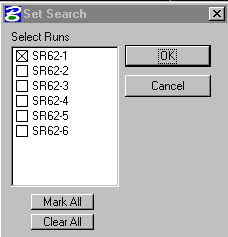 Set Search
Select Runs
SR62-1
SR62-2
SR62-3
SR62-4
SR62-5
SR62-6
OK
Cancel
Mark All
Clear All